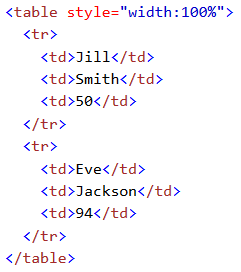 <table style="width:100%">
  <tr>
    <td>Jill</td>
    <td>Smith</td>
    <td>50</td>
  </tr>
  <tr>
    <td>Eve</td>
    <td>Jackson</td>
    <td>94</td>
  </tr>
</table>